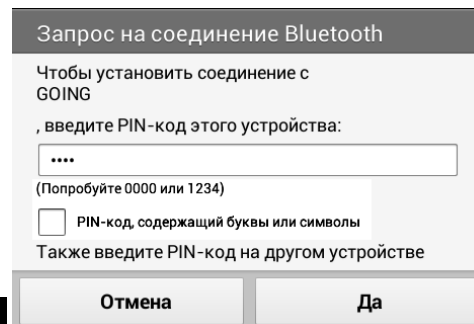 Запрос на соединение Bluetooth
Чтобы установить соединение с
GOING
, введите PIN-код этого устройства:
••••
(Попробуйте 0000 или 1234)
PIN-код, содержащий буквы или символы
Также введите PIN-код на другом устройстве
Отмена Да